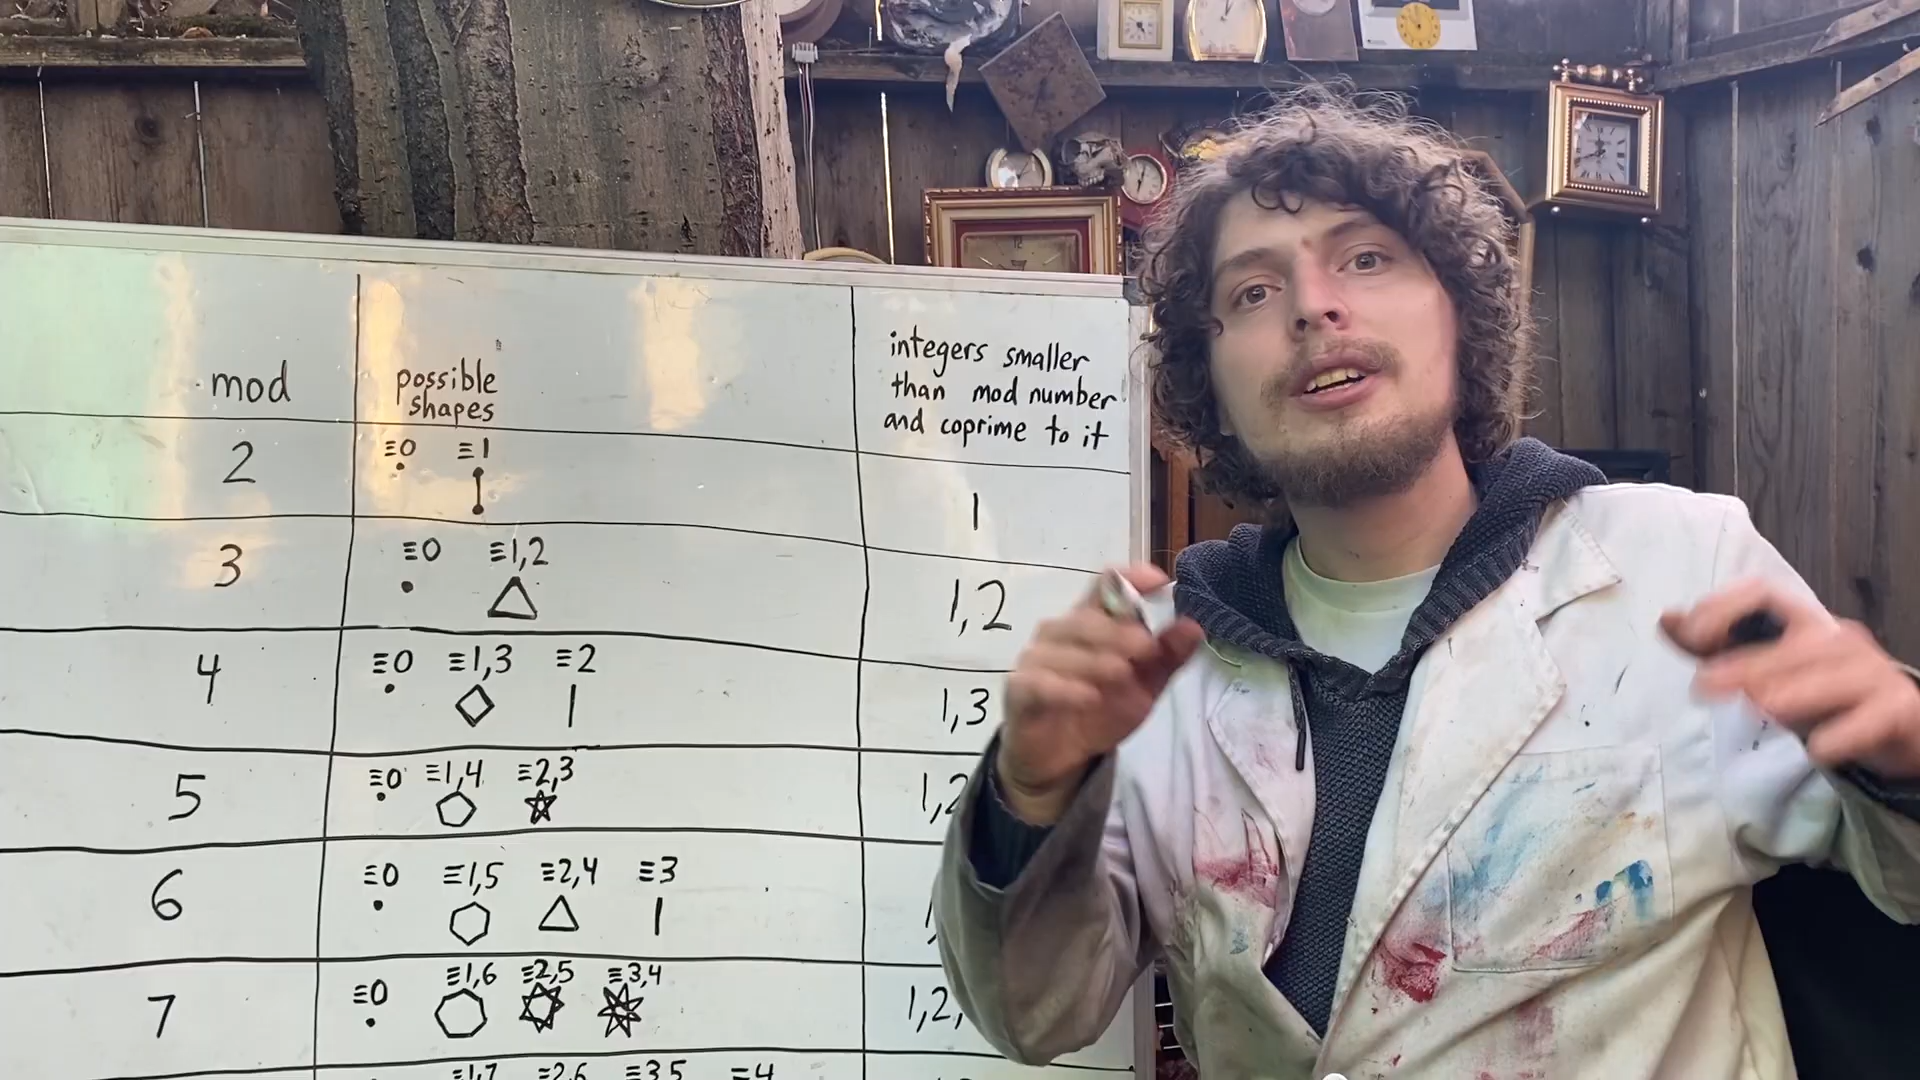 mod
possible
shapes
integers smaller
than mod number
and coprime to it
2
≡0 ≡1
1
3
≡0 ≡1,2
1,2
4
≡0 ≡1,3 ≡2
1,3
5
≡0 ≡1,4 ≡2,3
1,2
6
≡0 ≡1,5 ≡2,4 ≡3
1,
7
≡0 ≡1,6 ≡2,5 ≡3,4
1,2,
≡1,7 ≡2,6 ≡3,5 ≡4
12